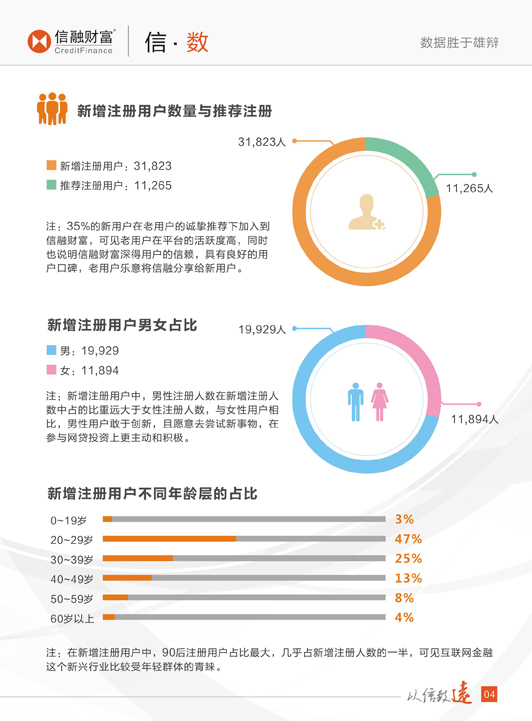 信融财富®
CreditFinance
信·数
数据胜于雄辩
新增注册用户数量与推荐注册
31,823人
新增注册用户：31,823
推荐注册用户：11,265
11,265人
注：35%的新用户在老用户的诚挚推荐下加入到
信融财富，可见老用户在平台的活跃度高，同时
也说明信融财富深得用户的信赖，具有良好的用
户口碑，老用户乐意将信融分享给新用户。
新增注册用户男女占比
19,929人
男：19,929
女：11,894
11,894人
注：新增注册用户中，男性注册人数在新增注册人
数中占的比重远大于女性注册人数，与女性用户相
比，男性用户敢于创新，且愿意去尝试新事物，在
参与网贷投资上更主动和积极。
新增注册用户不同年龄层的占比
0~19岁 3%
20~29岁 47%
30~39岁 25%
40~49岁 13%
50~59岁 8%
60岁以上 4%
注：在新增注册用户中，90后注册用户占比最大，几乎占新增注册人数的一半，可见互联网金融
这个新兴行业比较受年轻群体的青睐。
以信致远
04